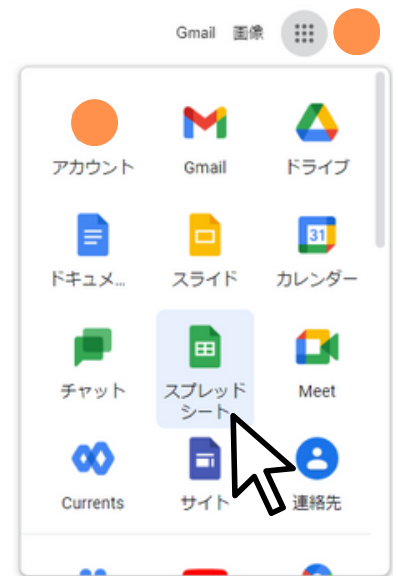 Gmail 画像
アカウント Gmail ドライブ
ドキュメ... スライド 31 カレンダー
チャット スプレッド
シート Meet
Currents サイト 連絡先